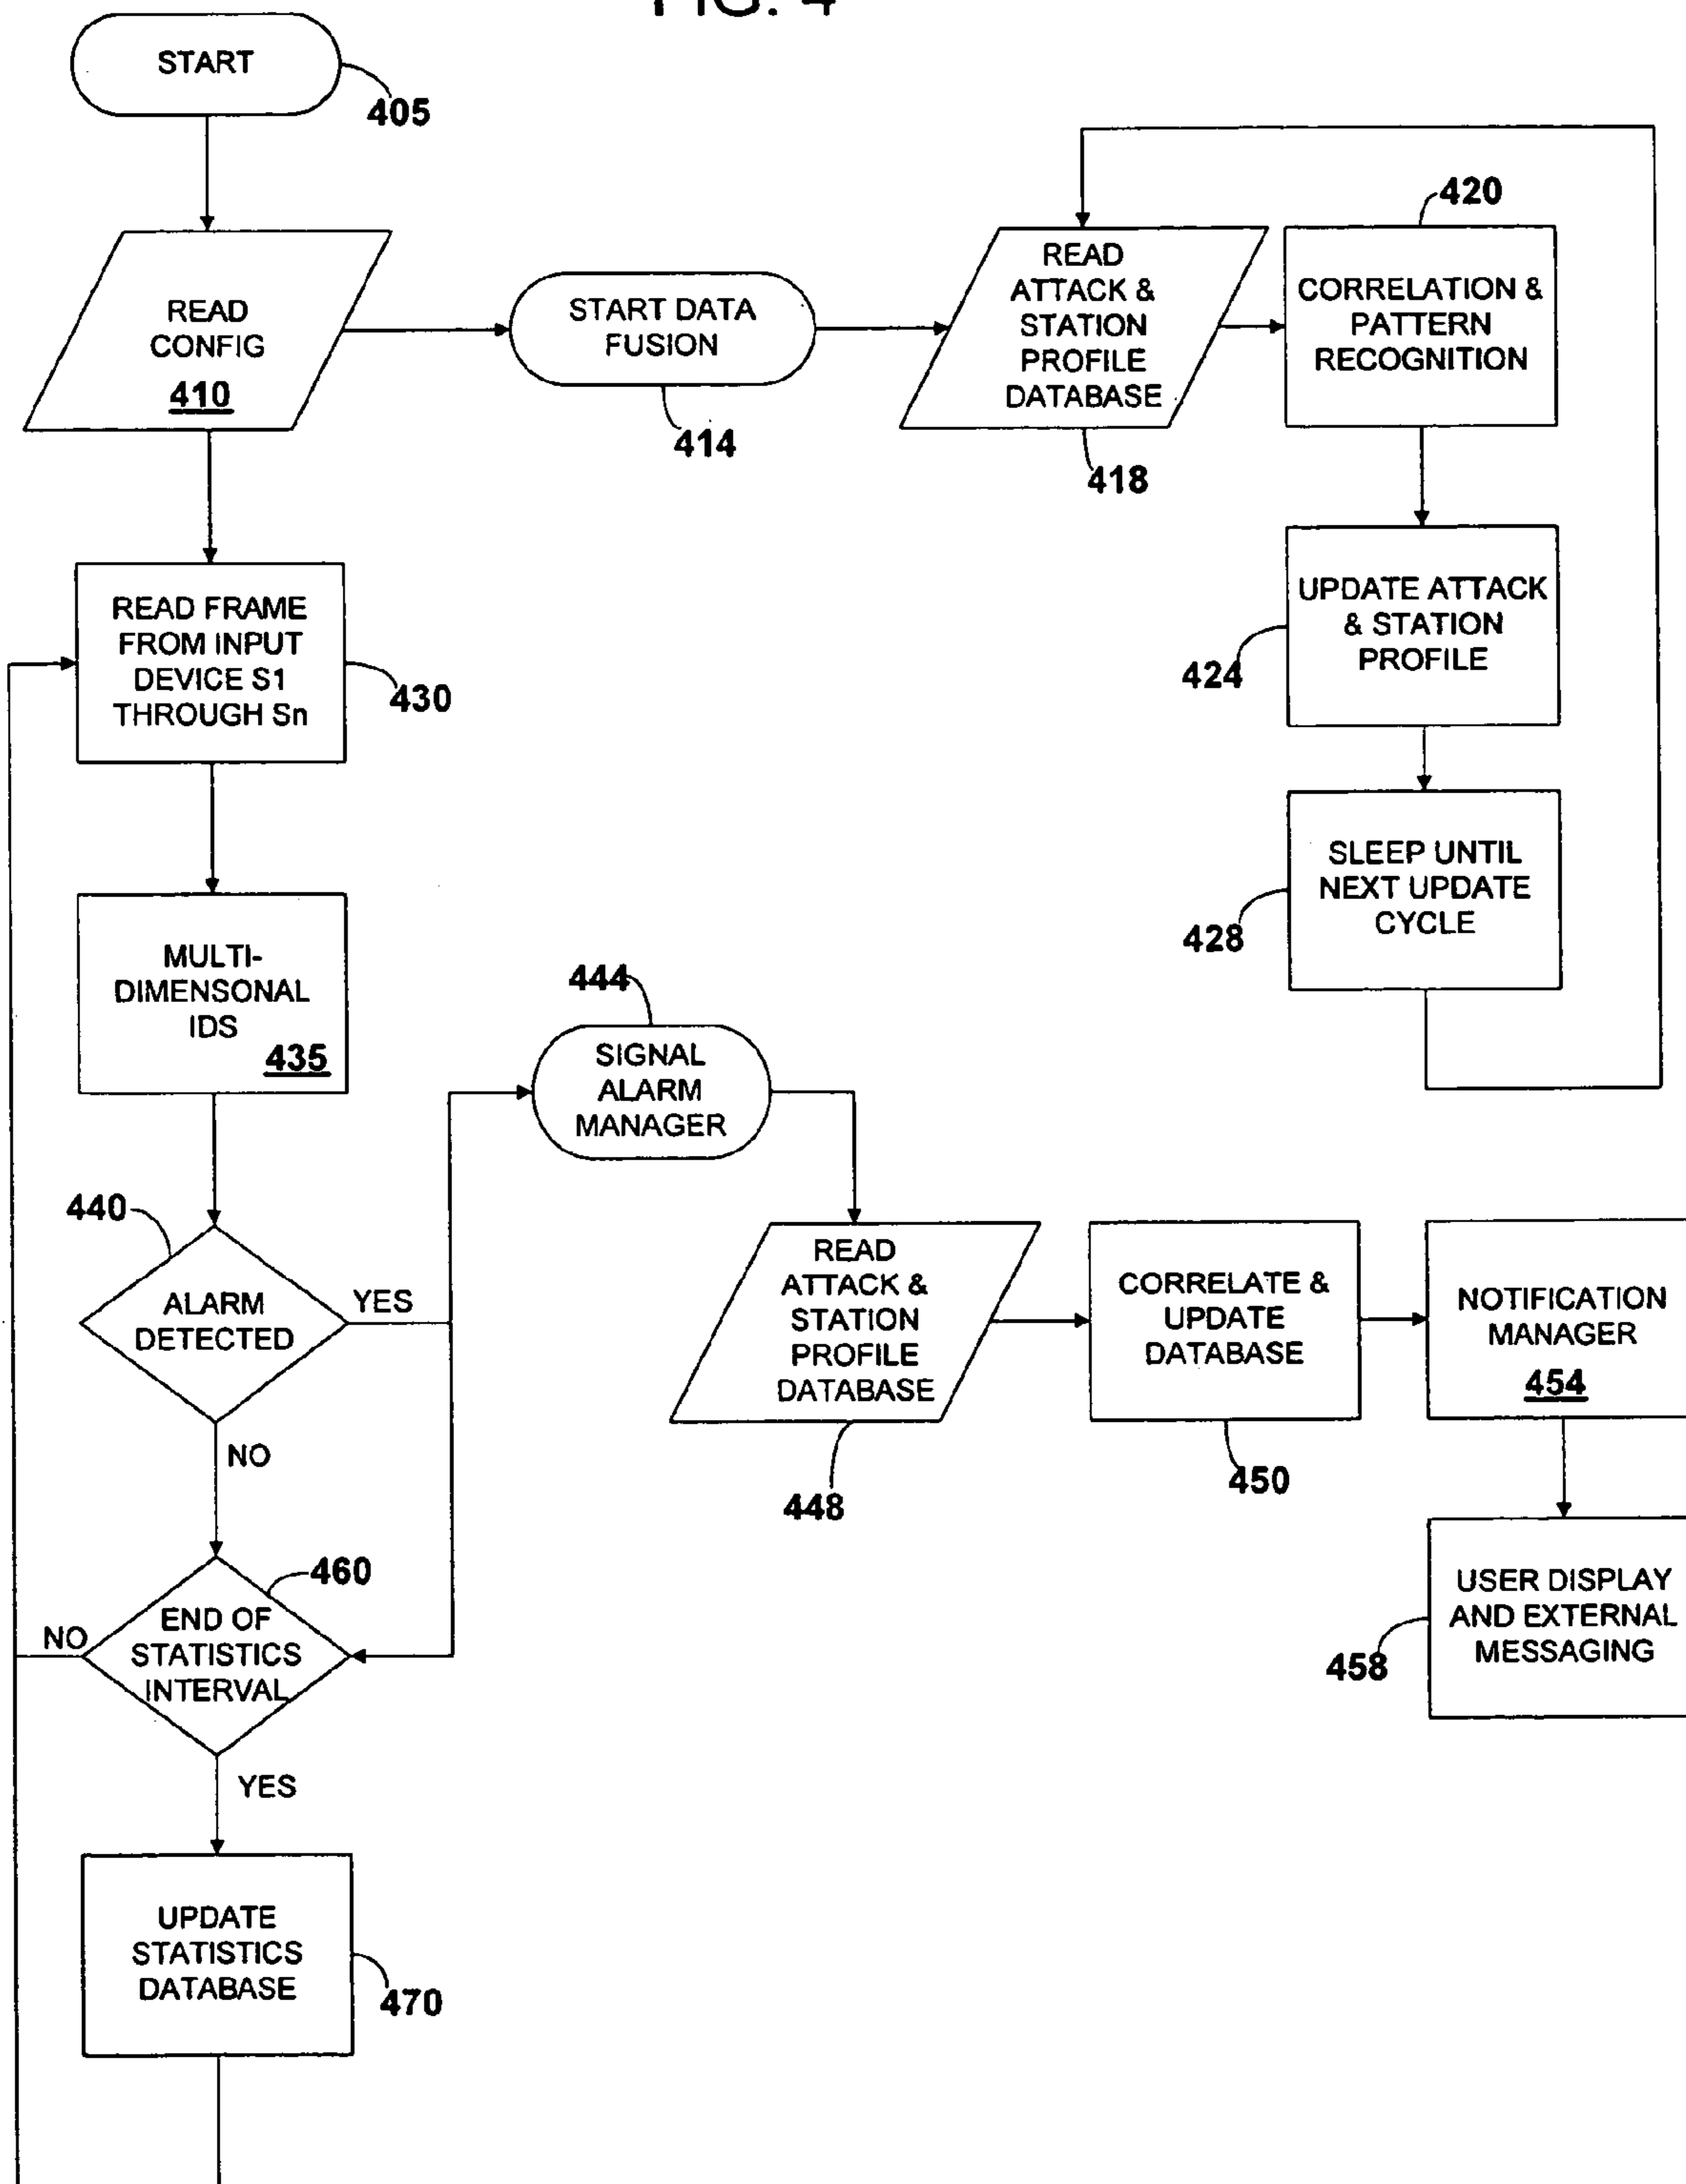 FIG. 4
START
405
READ
CONFIG
410
START DATA
FUSION
414
READ
ATTACK &
STATION
PROFILE
DATABASE
418
420
CORRELATION &
PATTERN
RECOGNITION
UPDATE ATTACK
& STATION
PROFILE
424
SLEEP UNTIL
NEXT UPDATE
CYCLE
428
READ FRAME
FROM INPUT
DEVICE S1
THROUGH Sn
430
MULTI-
DIMENSONAL
IDS
435
440
ALARM
DETECTED
YES
NO
444
SIGNAL
ALARM
MANAGER
READ
ATTACK &
STATION
PROFILE
DATABASE
448
CORRELATE &
UPDATE
DATABASE
450
NOTIFICATION
MANAGER
454
USER DISPLAY
AND EXTERNAL
MESSAGING
458
460
END OF
STATISTICS
INTERVAL
NO
YES
UPDATE
STATISTICS
DATABASE
470